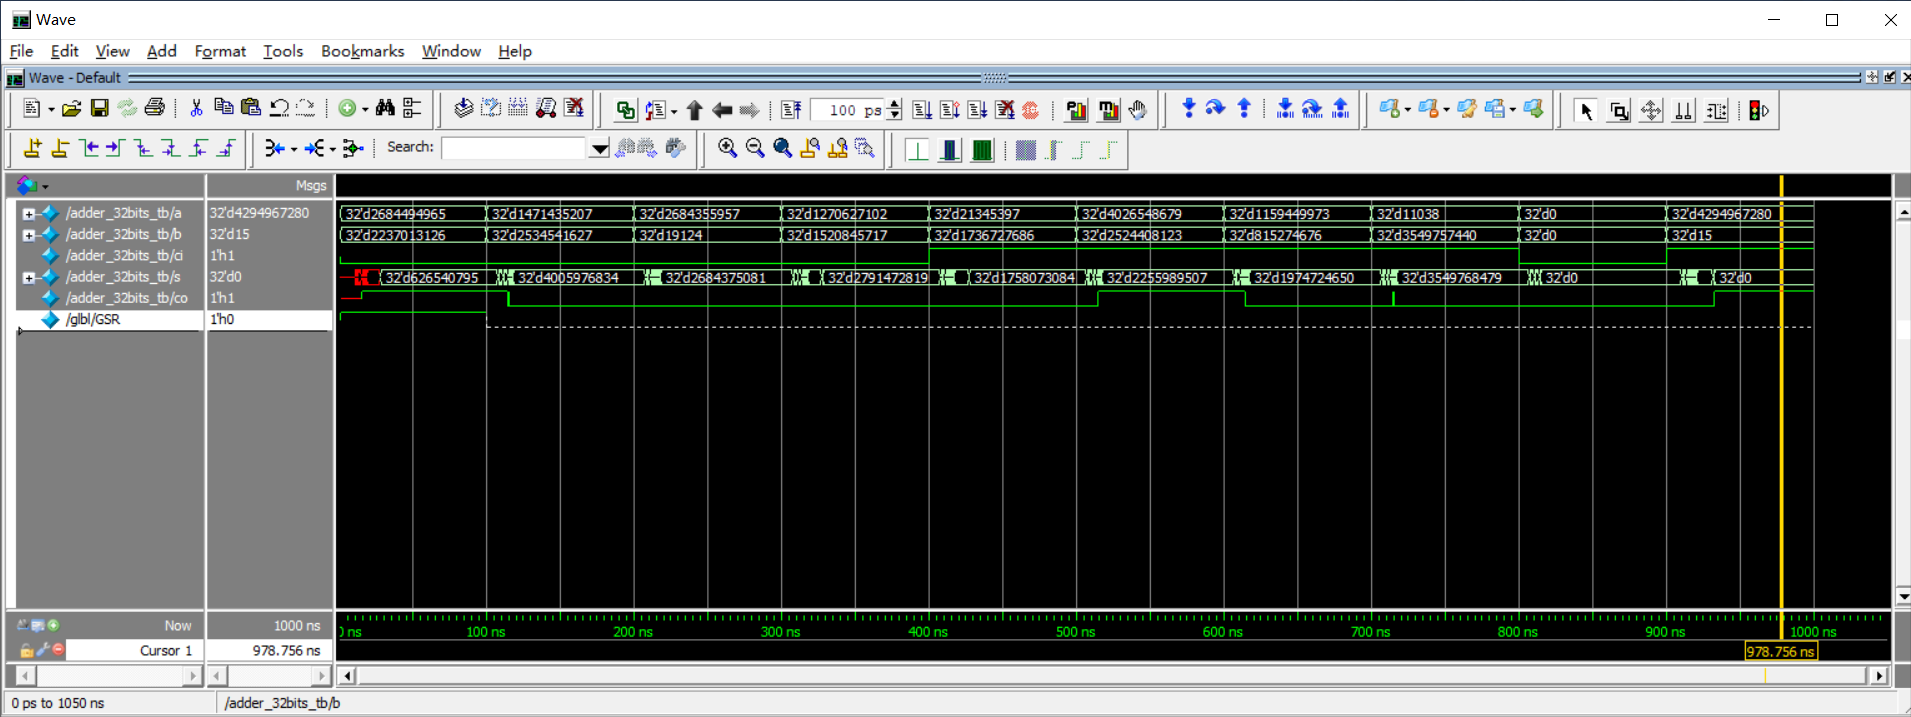 Wave
File Edit View Add Format Tools Bookmarks Window Help
Wave - Default
100 ps
Search:
Msgs
/adder_32bits_tb/a 32'd4294967280 32'd2684494965 32'd1471435207 32'd2684355957 32'd1270627102 32'd21345397 32'd4026548679 32'd1159449973 32'd11038 32'd0 32'd4294967280
/adder_32bits_tb/b 32'd15 32'd2237013126 32'd2534541627 32'd19124 32'd1520845717 32'd1736727686 32'd2524408123 32'd815274676 32'd3549757440 32'd0 32'd15
/adder_32bits_tb/ci 1'h1
/adder_32bits_tb/s 32'd0 32'd626540795 32'd4005976834 32'd2684375081 32'd2791472819 32'd1758073084 32'd2255989507 32'd1974724650 32'd3549768479 32'd0 32'd0
/adder_32bits_tb/co 1'h1
/glbl/GSR 1'h0
Now 1000 ns
ns 100 ns 200 ns 300 ns 400 ns 500 ns 600 ns 700 ns 800 ns 900 ns 1000 ns
Cursor 1 978.756 ns 978.756 ns
0 ps to 1050 ns /adder_32bits_tb/b